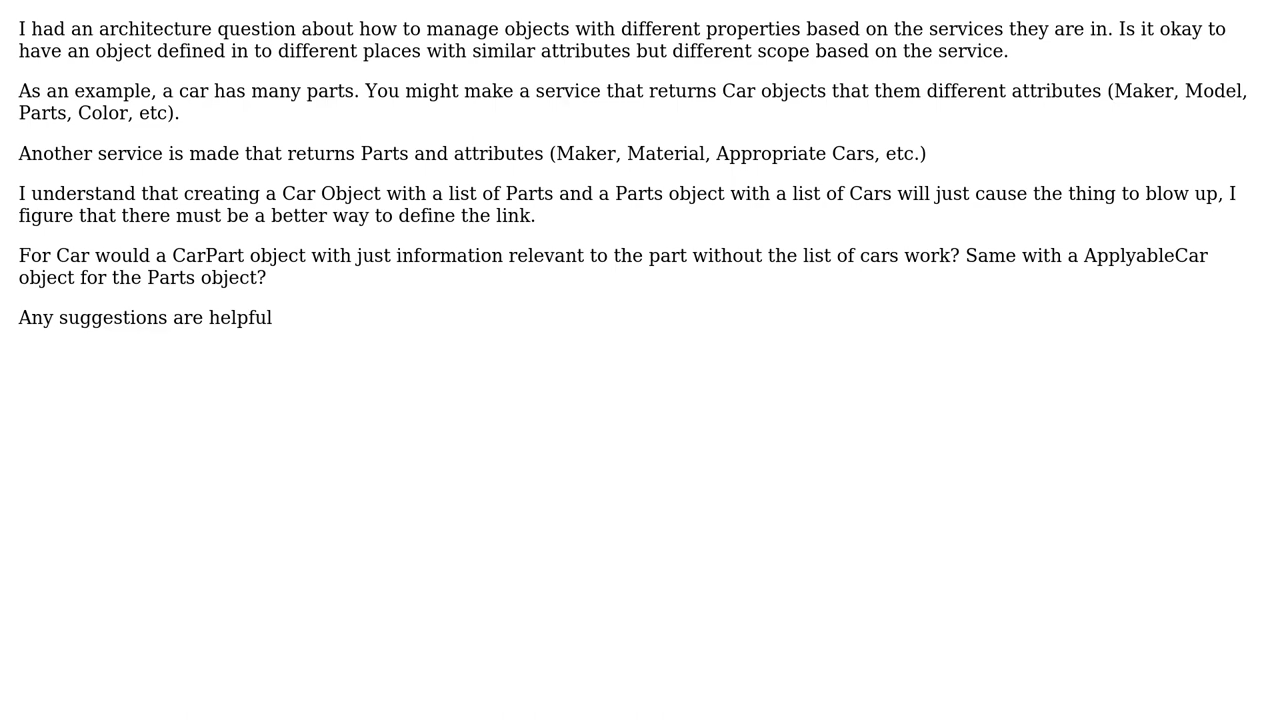 I had an architecture question about how to manage objects with different properties based on the services they are in. Is it okay to
have an object defined in to different places with similar attributes but different scope based on the service.
As an example, a car has many parts. You might make a service that returns Car objects that them different attributes (Maker, Model,
Parts, Color, etc).
Another service is made that returns Parts and attributes (Maker, Material, Appropriate Cars, etc.)
I understand that creating a Car Object with a list of Parts and a Parts object with a list of Cars will just cause the thing to blow up, I
figure that there must be a better way to define the link.
For Car would a CarPart object with just information relevant to the part without the list of cars work? Same with a ApplyableCar
object for the Parts object?
Any suggestions are helpful